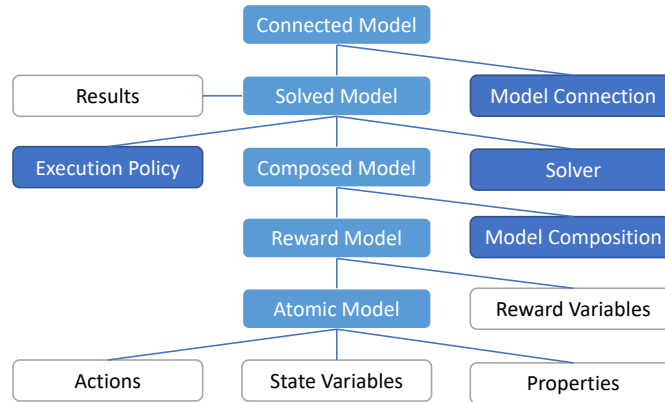 Connected Model
Results
Solved Model
Model Connection
Execution Policy
Composed Model
Solver
Reward Model
Model Composition
Atomic Model
Reward Variables
Actions
State Variables
Properties